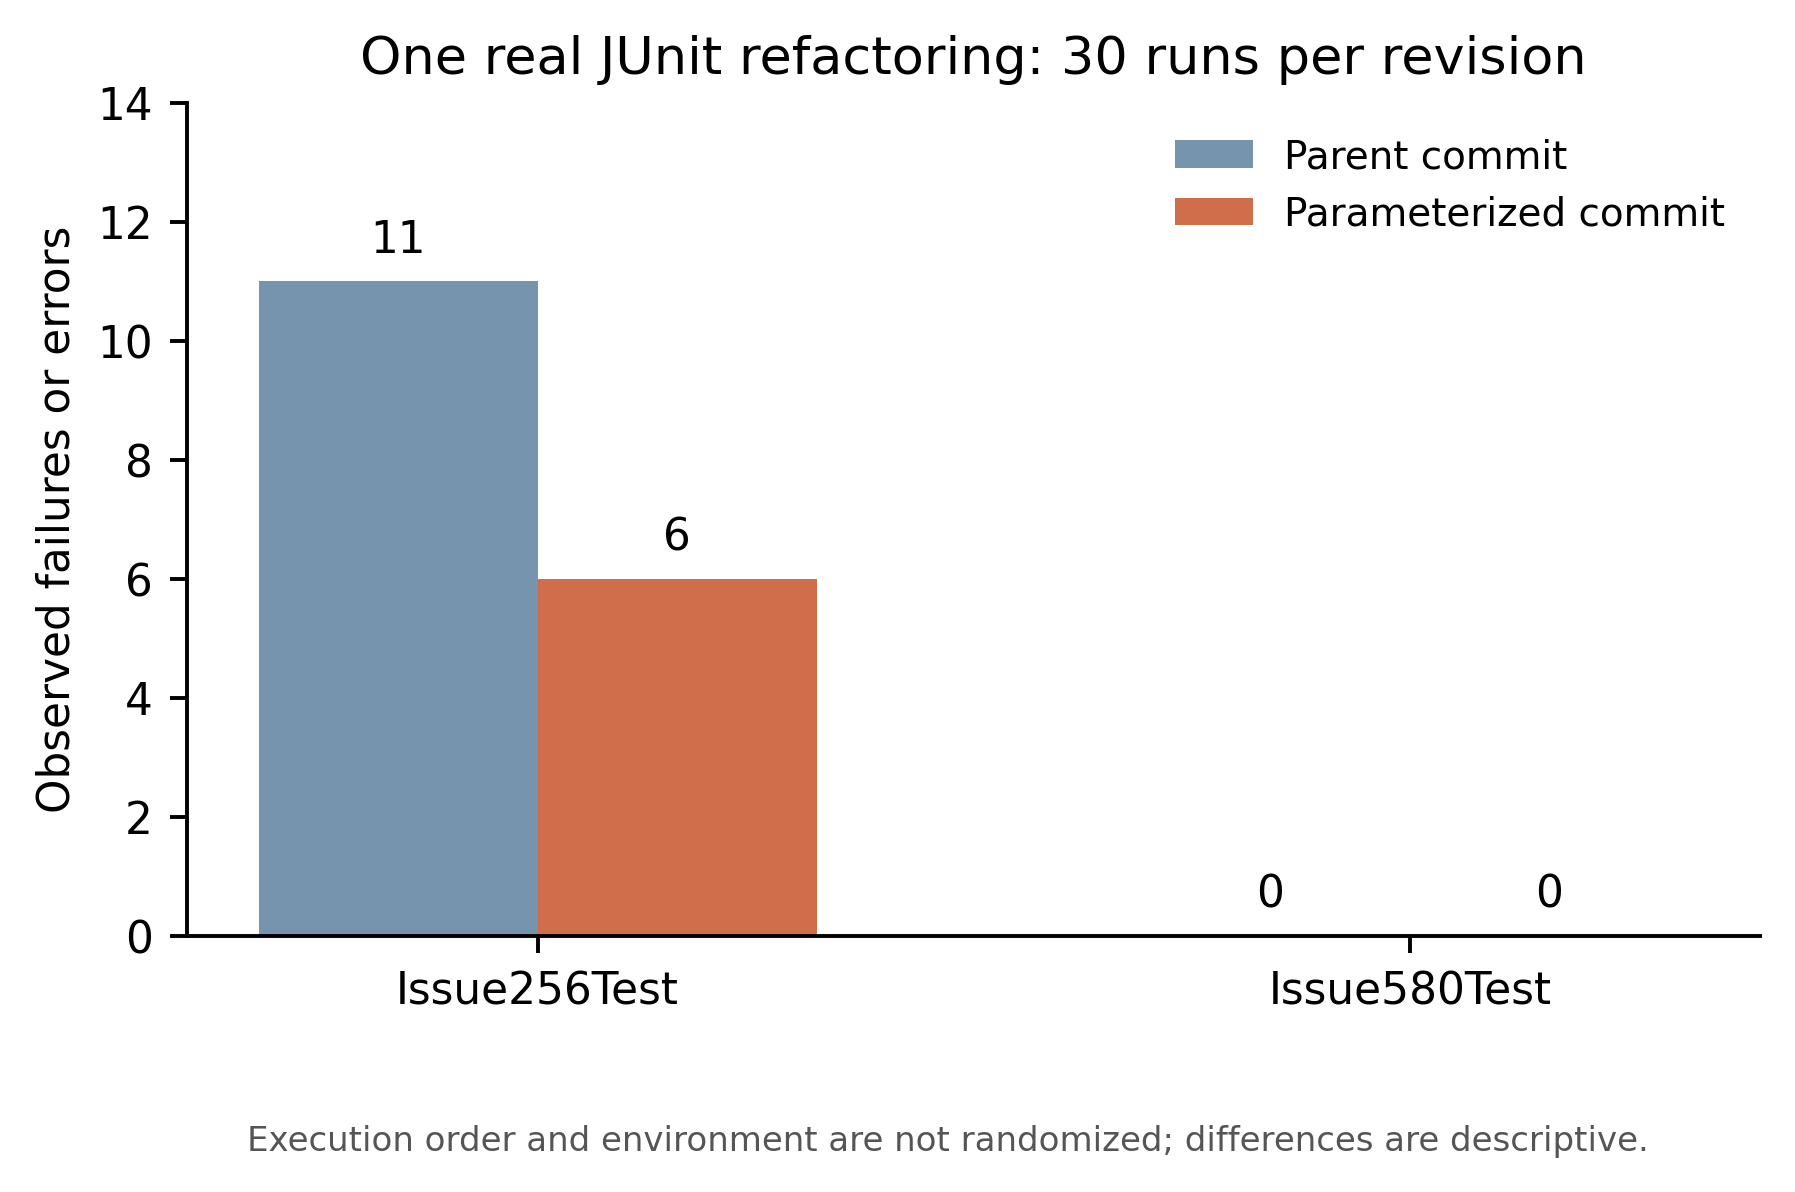 One real JUnit refactoring: 30 runs per revision
Parent commit
Parameterized commit
Observed failures or errors
14
12
10
8
6
4
2
0
11
6
0
0
Issue256Test
Issue580Test
Execution order and environment are not randomized; differences are descriptive.